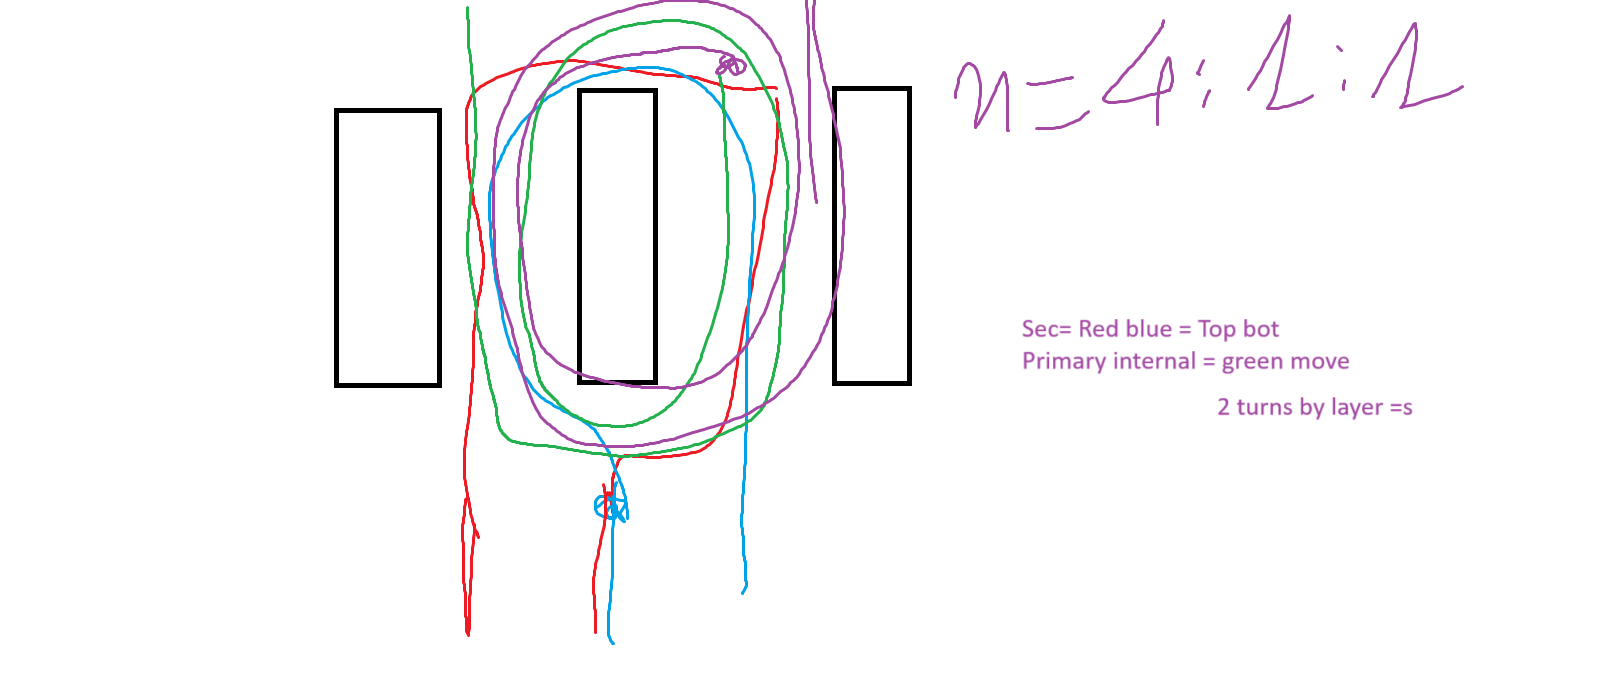 n=4:1:1
Sec= Red blue = Top bot
Primary internal = green move
2 turns by layer =s